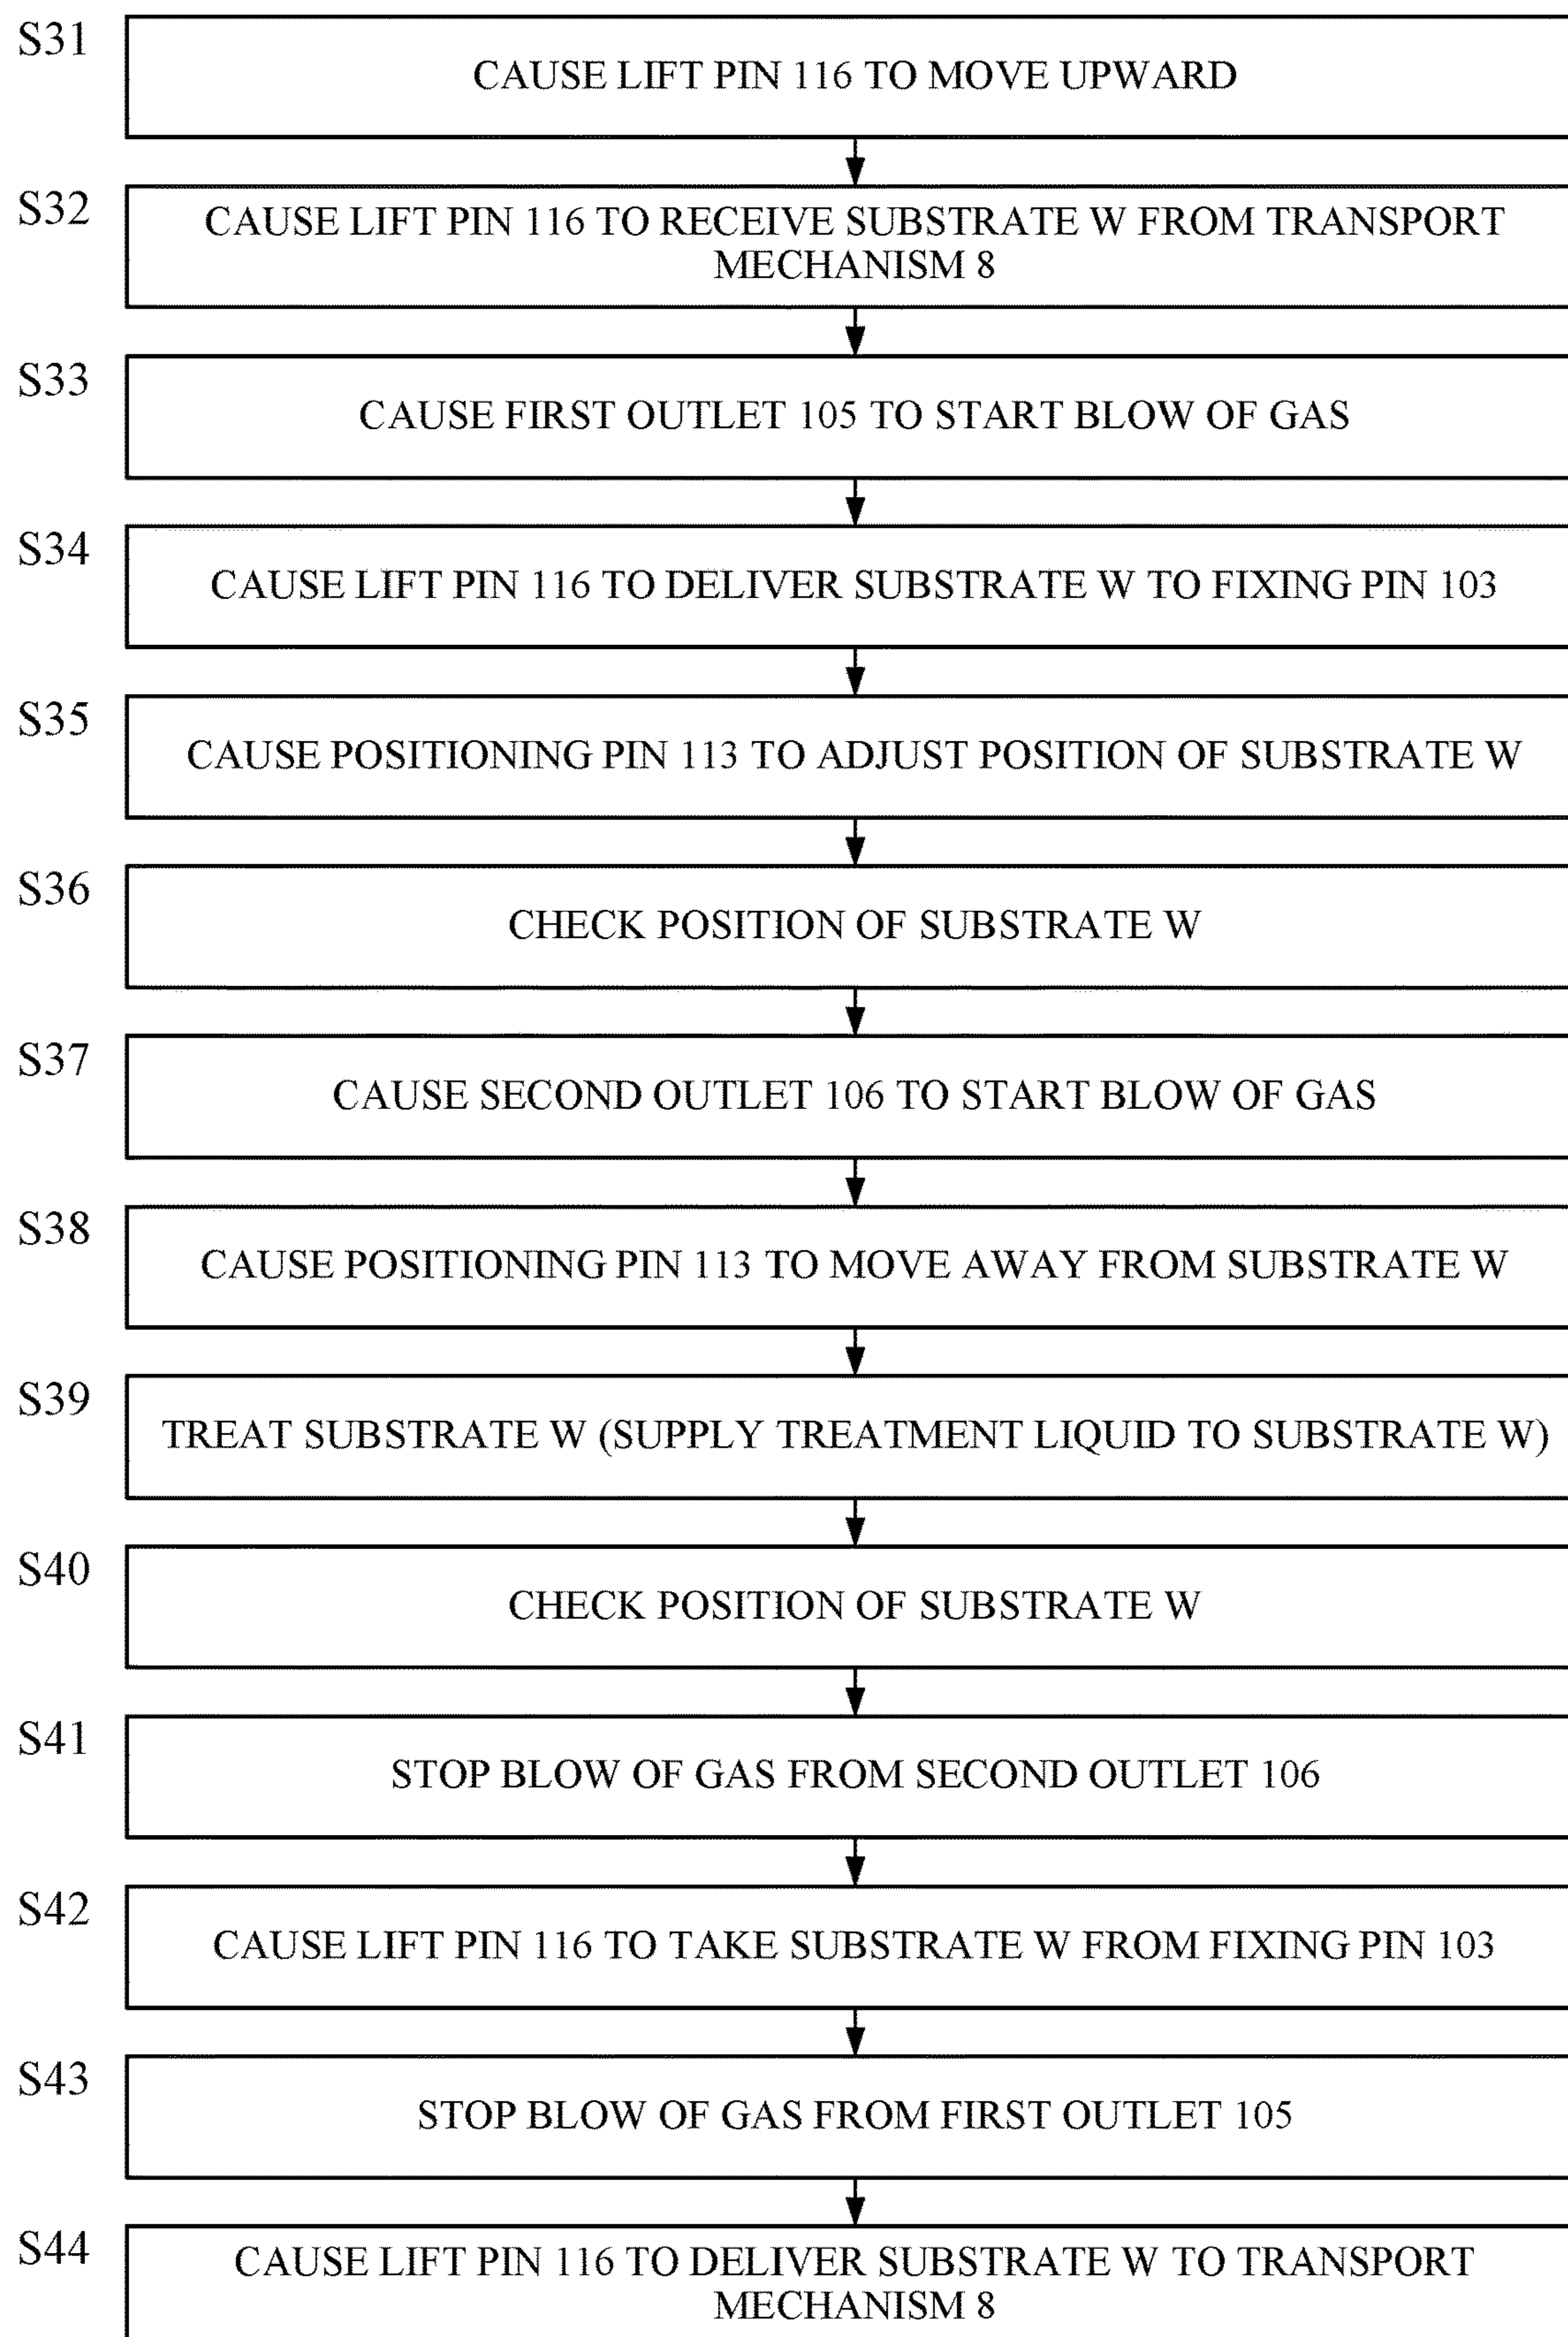 S31
CAUSE LIFT PIN 116 TO MOVE UPWARD
S32
CAUSE LIFT PIN 116 TO RECEIVE SUBSTRATE W FROM TRANSPORT
MECHANISM 8
S33
CAUSE FIRST OUTLET 105 TO START BLOW OF GAS
S34
CAUSE LIFT PIN 116 TO DELIVER SUBSTRATE W TO FIXING PIN 103
S35
CAUSE POSITIONING PIN 113 TO ADJUST POSITION OF SUBSTRATE W
S36
CHECK POSITION OF SUBSTRATE W
S37
CAUSE SECOND OUTLET 106 TO START BLOW OF GAS
S38
CAUSE POSITIONING PIN 113 TO MOVE AWAY FROM SUBSTRATE W
S39
TREAT SUBSTRATE W (SUPPLY TREATMENT LIQUID TO SUBSTRATE W)
S40
CHECK POSITION OF SUBSTRATE W
S41
STOP BLOW OF GAS FROM SECOND OUTLET 106
S42
CAUSE LIFT PIN 116 TO TAKE SUBSTRATE W FROM FIXING PIN 103
S43
STOP BLOW OF GAS FROM FIRST OUTLET 105
S44
CAUSE LIFT PIN 116 TO DELIVER SUBSTRATE W TO TRANSPORT
MECHANISM 8